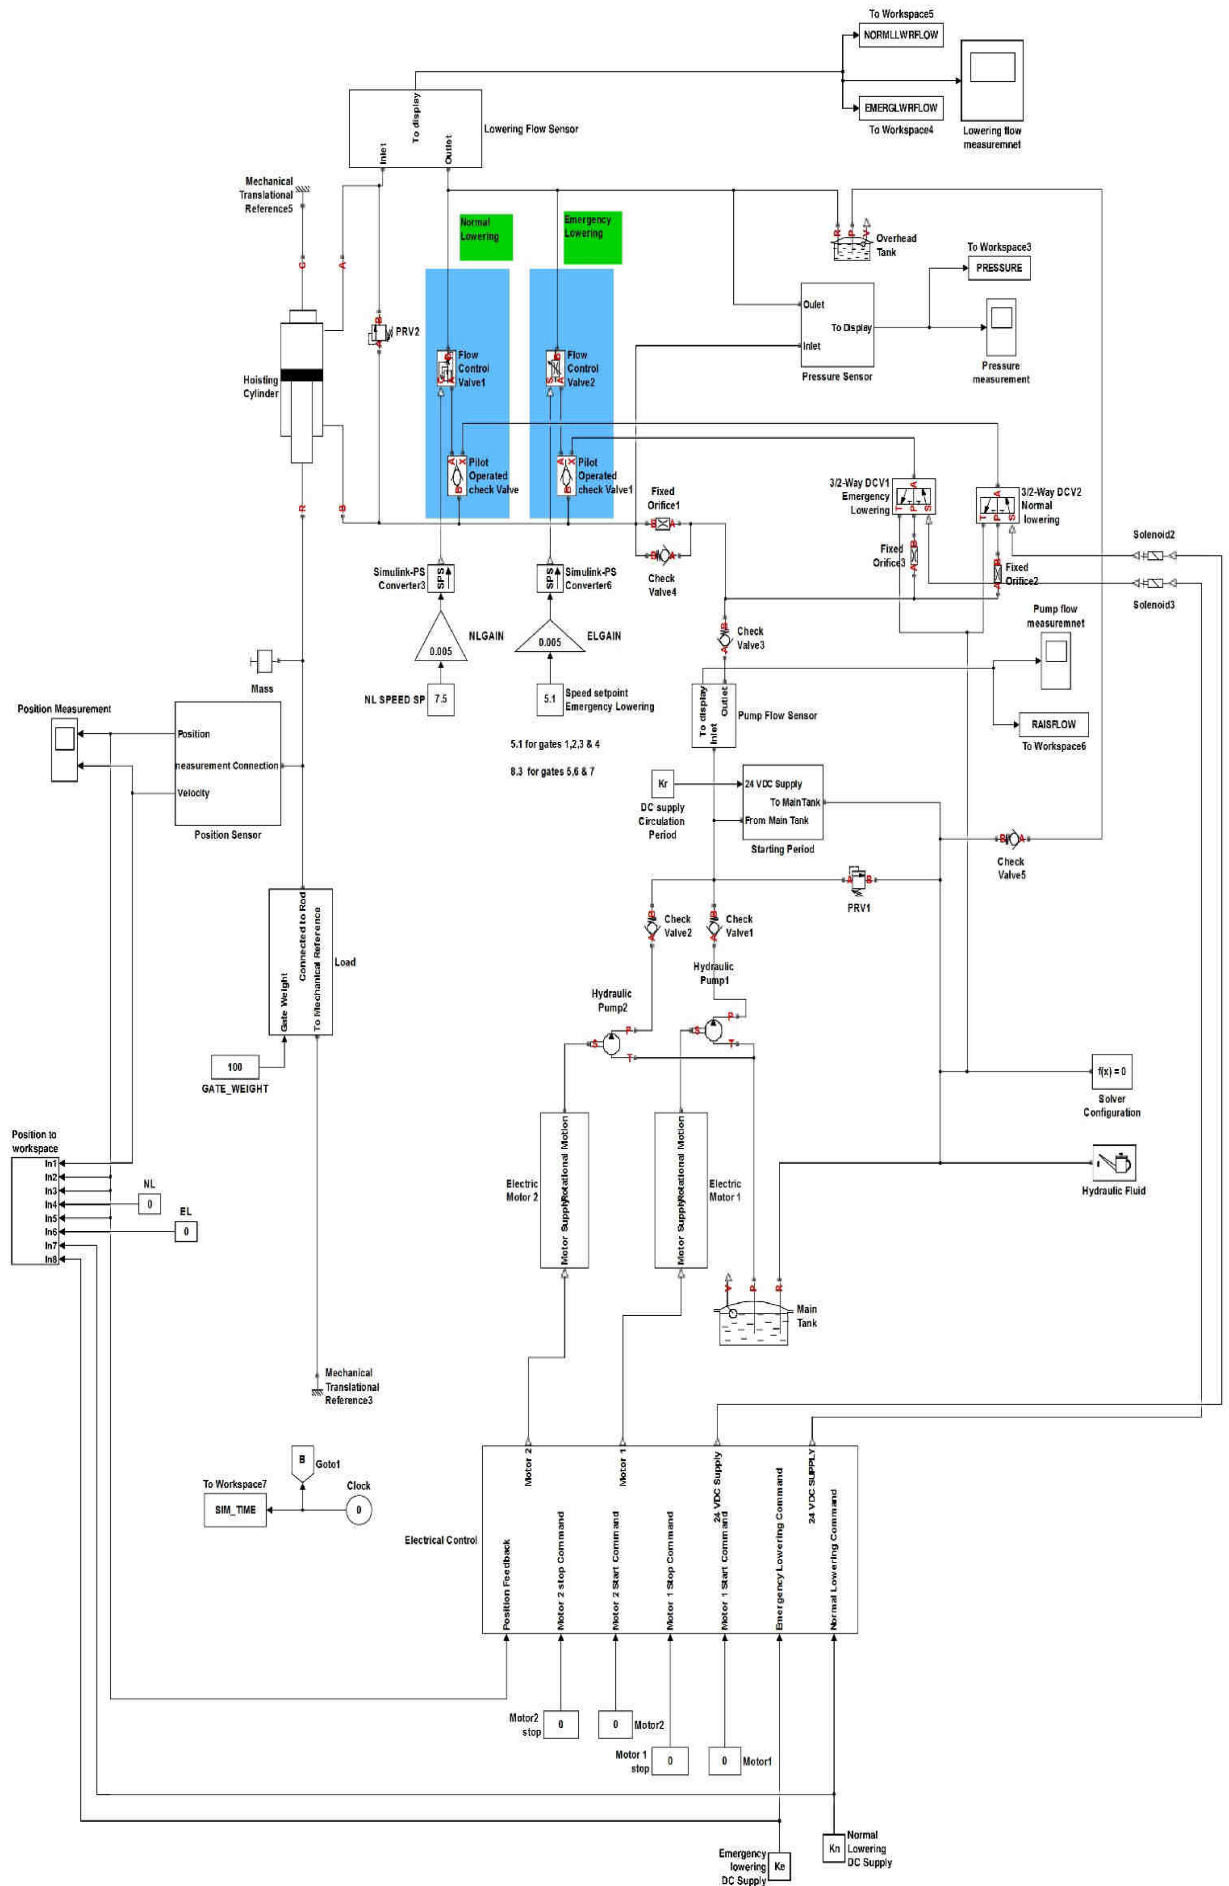 To Workspace5
NORMLLWRFLOW
EMERGLWRFLOW
To Workspace4
Lowering flow
measuremnet
To display
Inlet
Outlet
Lowering Flow Sensor
Mechanical
Translational
Reference5
C
A
Normal
Lowering
Emergency
Lowering
R
P
V
Overhead
Tank
To Workspace3
PRESSURE
Oulet
To Display
Inlet
Pressure Sensor
Pressure
measurement
Hoisting
Cylinder
B
A
PRV2
Flow
Control
Valve1
Flow
Control
Valve2
S
A
B
A
X
B
Pilot
Operated
check Valve
A
X
B
Pilot
Operated
check Valve1
R
B
Fixed
Orifice1
B
A
B
A
Check
Valve4
3/2-Way DCV1
Emergency
Lowering
A
T
P
S
3/2-Way DCV2
Normal
lowering
A
T
P
S
Fixed
Orifice3
B
A
Fixed
Orifice2
Solenoid2
Solenoid3
Simulink-PS
Converter3
SPS
Simulink-PS
Converter6
SPS
NLGAIN
0.005
ELGAIN
0.005
NL SPEED SP
7.5
5.1
Speed setpoint
Emergency Lowering
5.1 for gates 1,2,3 & 4
8.3 for gates 5,6 & 7
B
A
Check
Valve3
Pump flow
measuremnet
To display
Outlet
Inlet
Pump Flow Sensor
RAISFLOW
To Workspace6
Mass
Position Measurement
Position
measurement Connection
Velocity
Position Sensor
Kr
DC supply
Circulation
Period
24 VDC Supply
To MainTank
From Main Tank
Starting Period
B
A
Check
Valve5
A
B
PRV1
B
A
Check
Valve2
B
A
Check
Valve1
Hydraulic
Pump1
Hydraulic
Pump2
S
P
T
S
P
T
Gate Weight
Connected to Rod
To Mechanical Reference
Load
100
GATE_WEIGHT
f(x) = 0
Solver
Configuration
Hydraulic Fluid
Position to
workspace
In1
In2
In3
In4
In5
In6
In7
In8
NL
0
EL
0
Electric
Motor 2
Motor Supply
Rotational Motion
Motor Supply
Rotational Motion
Electric
Motor 1
V
P
R
Main
Tank
Mechanical
Translational
Reference3
B
Goto1
To Workspace7
SIM_TIME
Clock
0
Electrical Control
Motor 2
Motor 1
24 VDC Supply
24 VDC SUPPLY
Position Feedback
Motor 2 stop Command
Motor 2 Start Command
Motor 1 Stop Command
Motor 1 Start Command
Emergency Lowering Command
Normal Lowering Command
Motor2
stop
0
0
Motor2
Motor 1
stop
0
0
Motor1
Emergency
lowering
DC Supply
Ke
Kn
Normal
Lowering
DC Supply